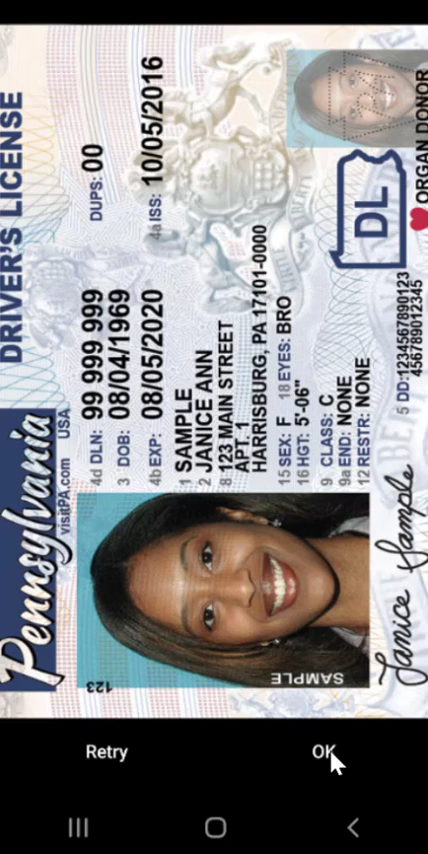 Pennsylvania
DRIVER'S LICENSE
visitPA.com
USA
4d DLN: 99 999 999
DUPS: 00
3 DOB: 08/04/1969
4b EXP: 08/05/2020
4a ISS: 10/05/2016
1 SAMPLE
2 JANICE ANN
8 123 MAIN STREET
APT. 1
HARRISBURG, PA 17101-0000
15 SEX: F
18 EYES: BRO
16 HGT: 5'-06"
9 CLASS: C
9a END: NONE
12 RESTR: NONE
5 DD:1234567890123
456789012345
DL
ORGAN DONOR
123
SAMPLE
Janice Sample
Retry
OK